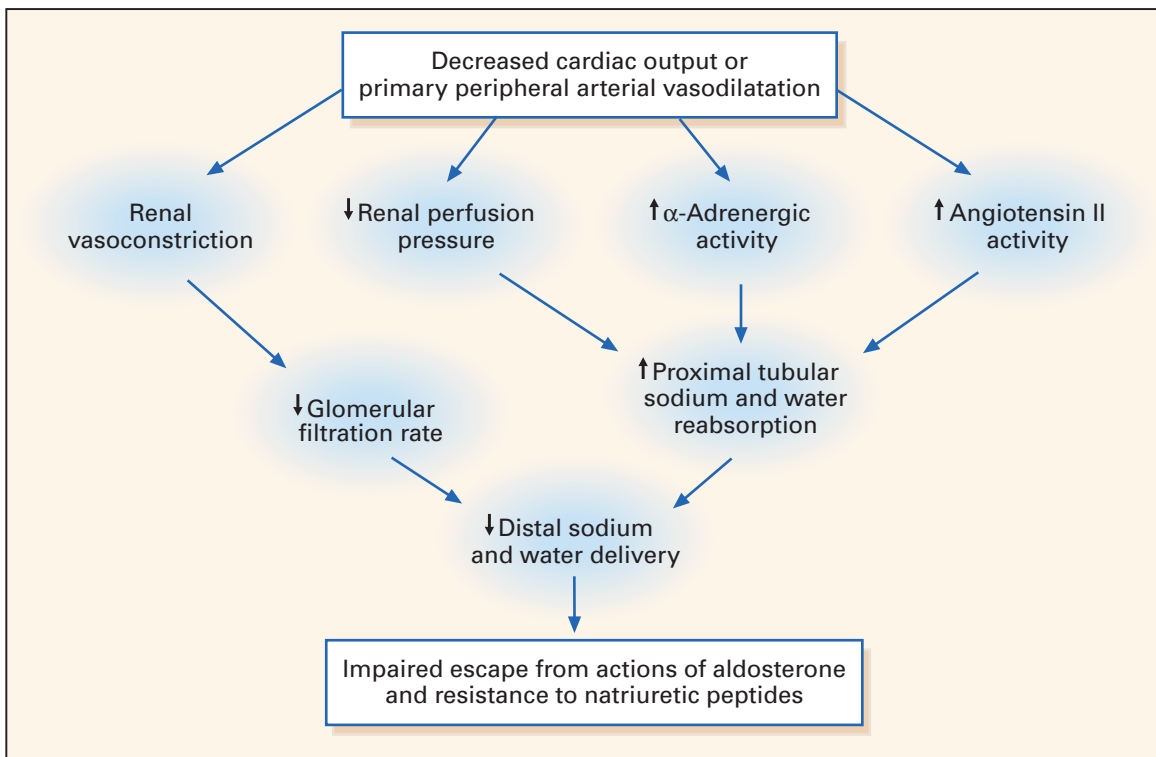 Decreased cardiac output or
primary peripheral arterial vasodilatation
Renal
vasoconstriction
↓Renal perfusion
pressure
↑α-Adrenergic
activity
↑Angiotensin II
activity
↓Glomerular
filtration rate
↑Proximal tubular
sodium and water
reabsorption
↓Distal sodium
and water delivery
Impaired escape from actions of aldosterone
and resistance to natriuretic peptides